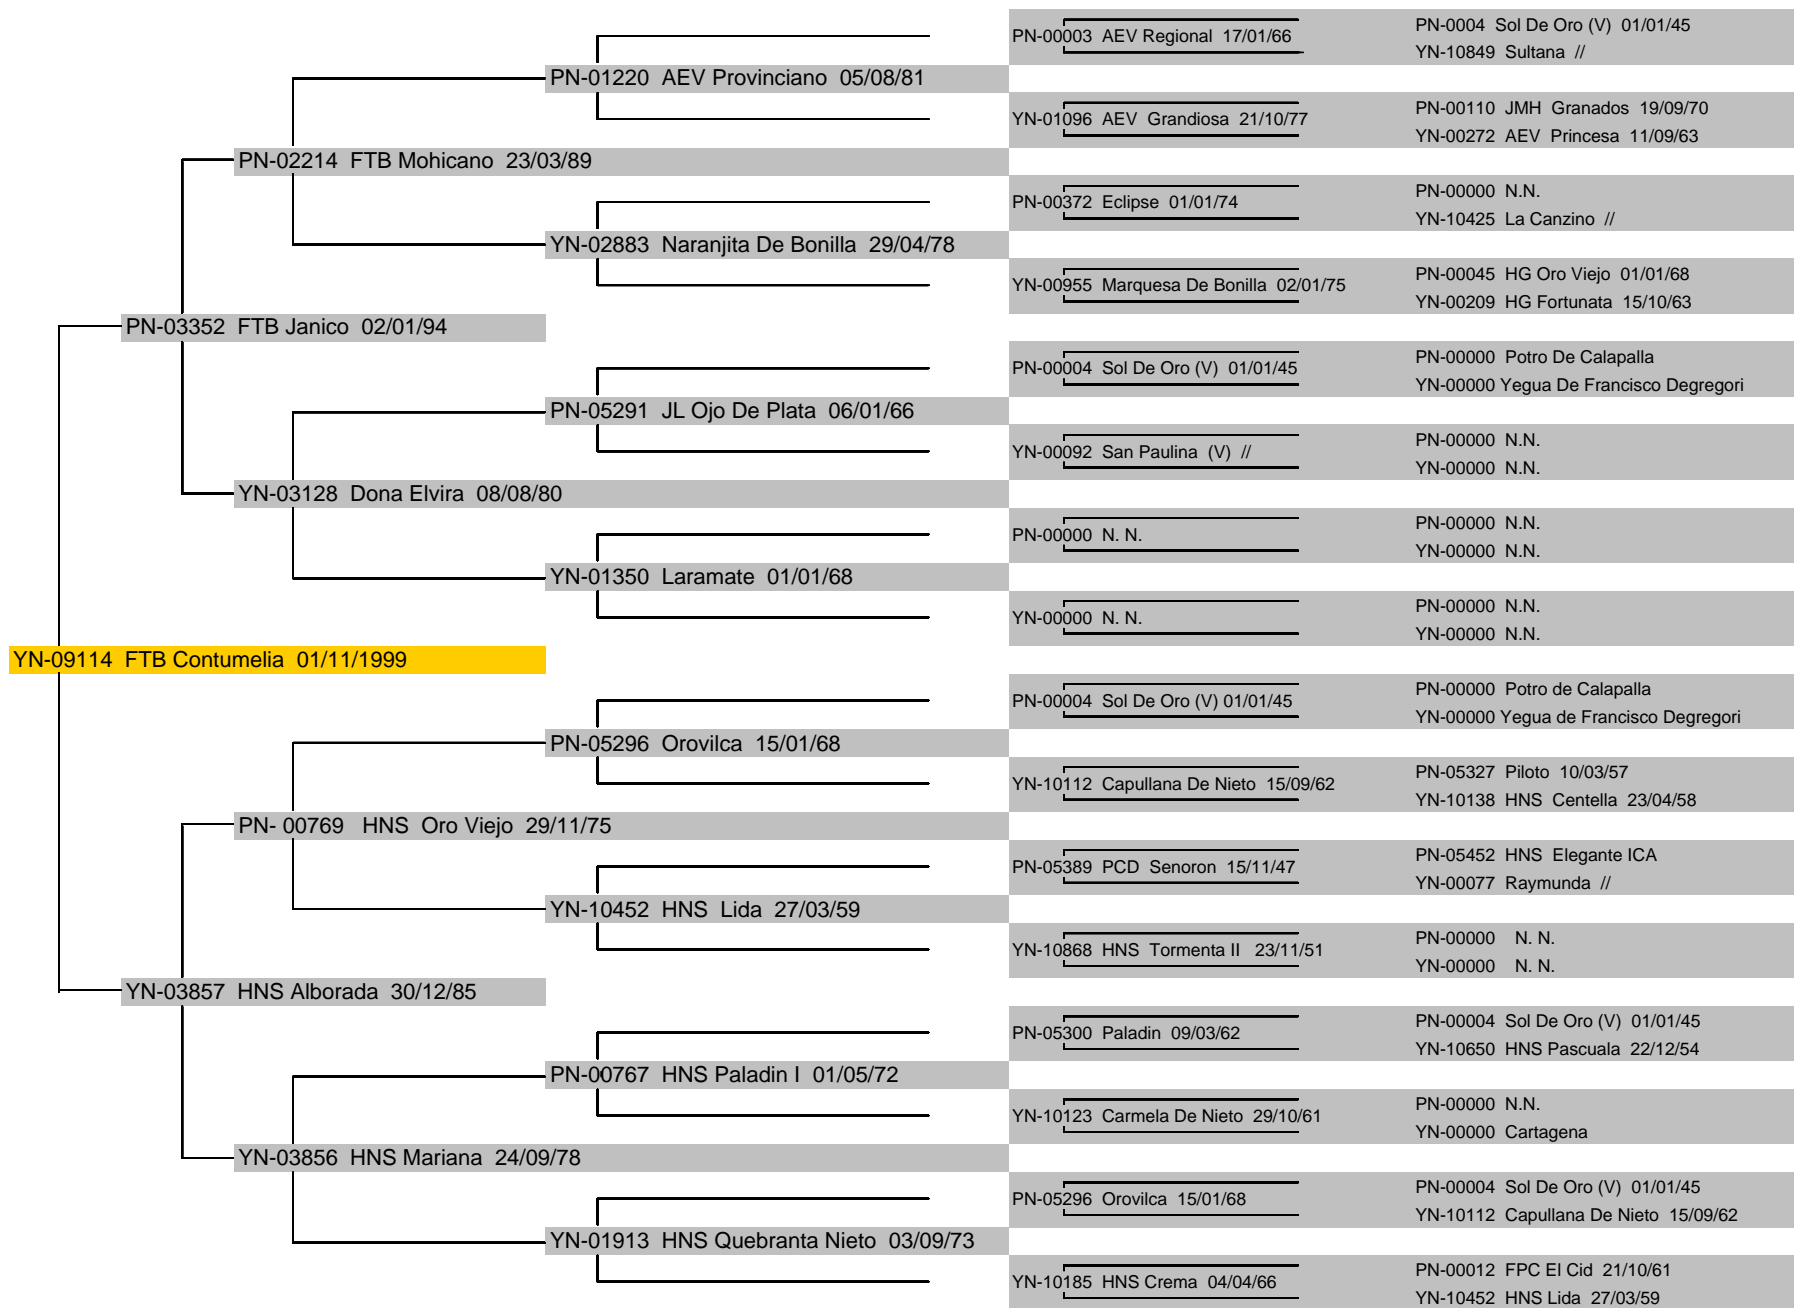 PN-00003 AEV Regional 17/01/66
PN-0004 Sol De Oro (V) 01/01/45
YN-10849 Sultana //
PN-01220 AEV Provinciano 05/08/81
YN-01096 AEV Grandiosa 21/10/77
PN-00110 JMH Granados 19/09/70
YN-00272 AEV Princesa 11/09/63
PN-02214 FTB Mohicano 23/03/89
PN-00372 Eclipse 01/01/74
PN-00000 N.N.
YN-10425 La Canzino //
YN-02883 Naranjita De Bonilla 29/04/78
YN-00955 Marquesa De Bonilla 02/01/75
PN-00045 HG Oro Viejo 01/01/68
YN-00209 HG Fortunata 15/10/63
PN-03352 FTB Janico 02/01/94
PN-00004 Sol De Oro (V) 01/01/45
PN-00000 Potro De Calapalla
YN-00000 Yegua De Francisco Degregori
PN-05291 JL Ojo De Plata 06/01/66
YN-00092 San Paulina (V) //
PN-00000 N.N.
YN-00000 N.N.
YN-03128 Dona Elvira 08/08/80
PN-00000 N. N.
PN-00000 N.N.
YN-00000 N.N.
YN-01350 Laramate 01/01/68
YN-00000 N. N.
PN-00000 N.N.
YN-00000 N.N.
YN-09114 FTB Contumelia 01/11/1999
PN-00004 Sol De Oro (V) 01/01/45
PN-00000 Potro de Calapalla
YN-00000 Yegua de Francisco Degregori
PN-05296 Orovilca 15/01/68
YN-10112 Capullana De Nieto 15/09/62
PN-05327 Piloto 10/03/57
YN-10138 HNS Centella 23/04/58
PN- 00769 HNS Oro Viejo 29/11/75
PN-05389 PCD Senoron 15/11/47
PN-05452 HNS Elegante ICA
YN-00077 Raymunda //
YN-10452 HNS Lida 27/03/59
YN-10868 HNS Tormenta II 23/11/51
PN-00000 N. N.
YN-00000 N. N.
YN-03857 HNS Alborada 30/12/85
PN-05300 Paladin 09/03/62
PN-00004 Sol De Oro (V) 01/01/45
YN-10650 HNS Pascuala 22/12/54
PN-00767 HNS Paladin I 01/05/72
YN-10123 Carmela De Nieto 29/10/61
PN-00000 N.N.
YN-00000 Cartagena
YN-03856 HNS Mariana 24/09/78
PN-05296 Orovilca 15/01/68
PN-00004 Sol De Oro (V) 01/01/45
YN-10112 Capullana De Nieto 15/09/62
YN-01913 HNS Quebranta Nieto 03/09/73
YN-10185 HNS Crema 04/04/66
PN-00012 FPC El Cid 21/10/61
YN-10452 HNS Lida 27/03/59